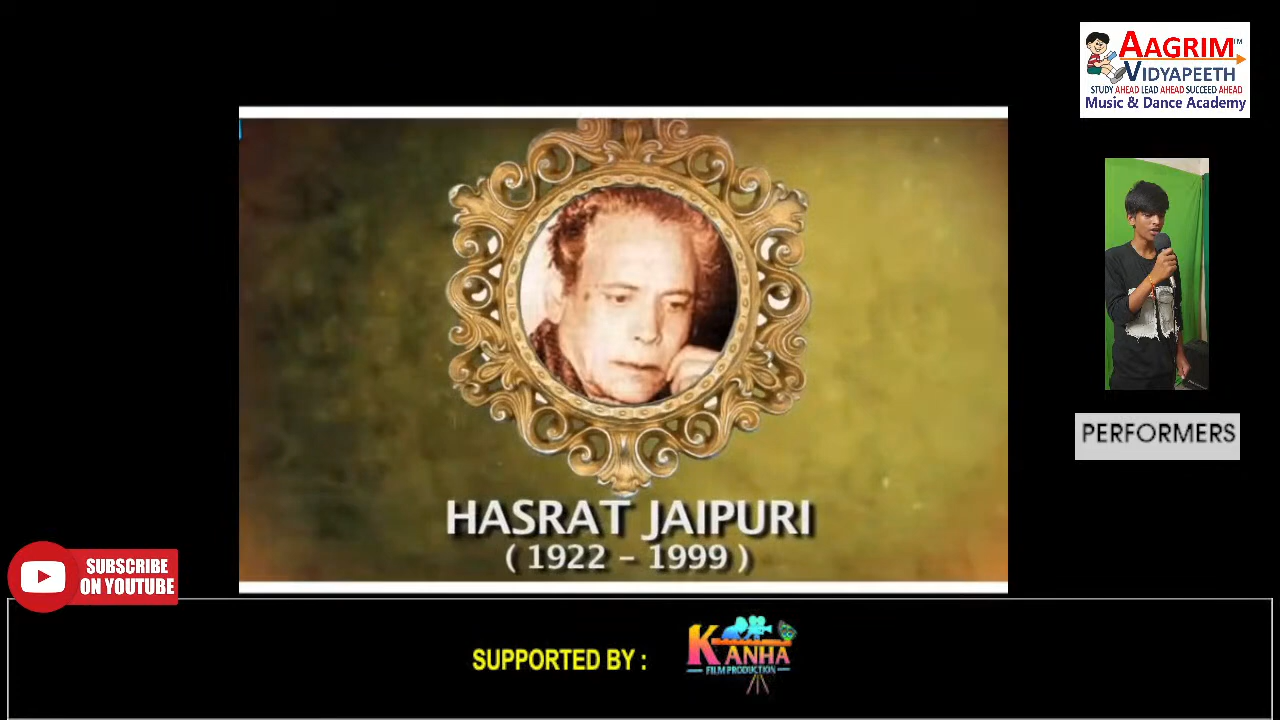 AAGRIM™
VIDYAPEETH
STUDY AHEAD LEAD AHEAD SUCCEED AHEAD
Music & Dance Academy
PERFORMERS
HASRAT JAIPURI
( 1922 - 1999 )
SUBSCRIBE
ON YOUTUBE
SUPPORTED BY :
KANHA
FILM PRODUCTION